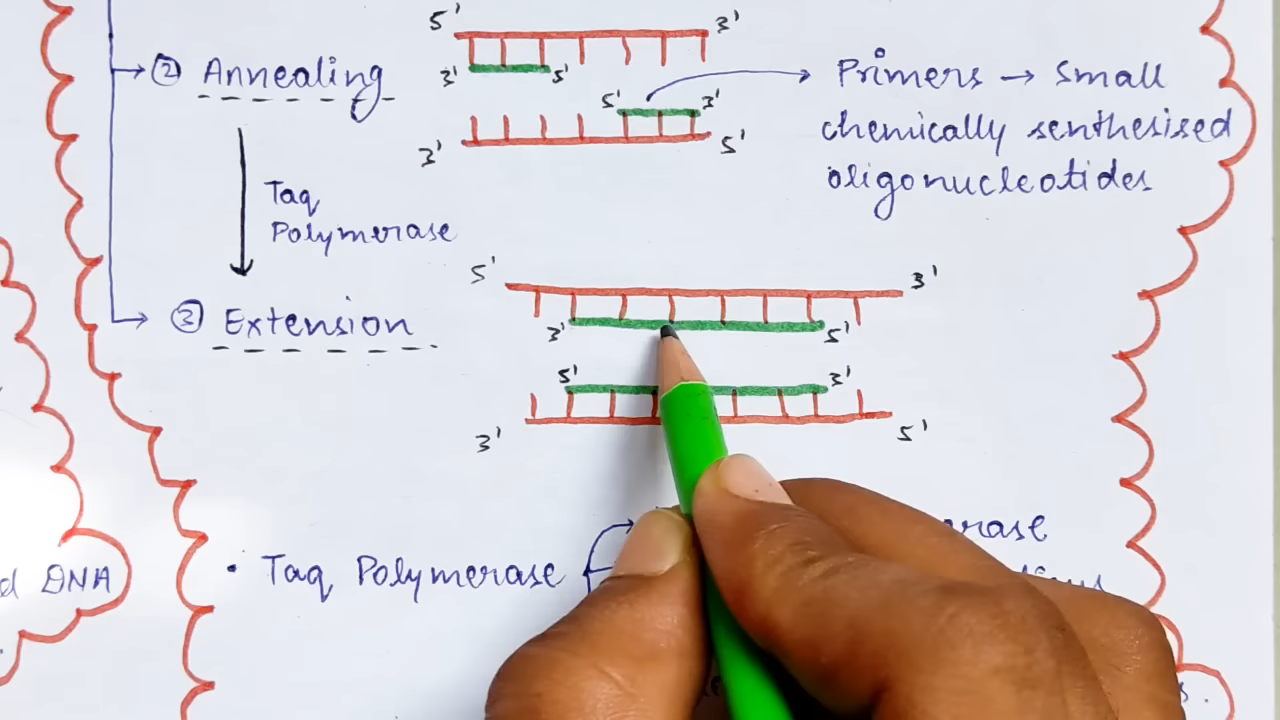 5' 3'
② Annealing
3' 5'
5' 3'
3' 5'
Primers → Small
chemically senthesised
oligonucleotides
Taq
Polymerase
5' 3'
③ Extension
3' 5'
5' 3'
3' 5'
• Taq Polymerase
DNA